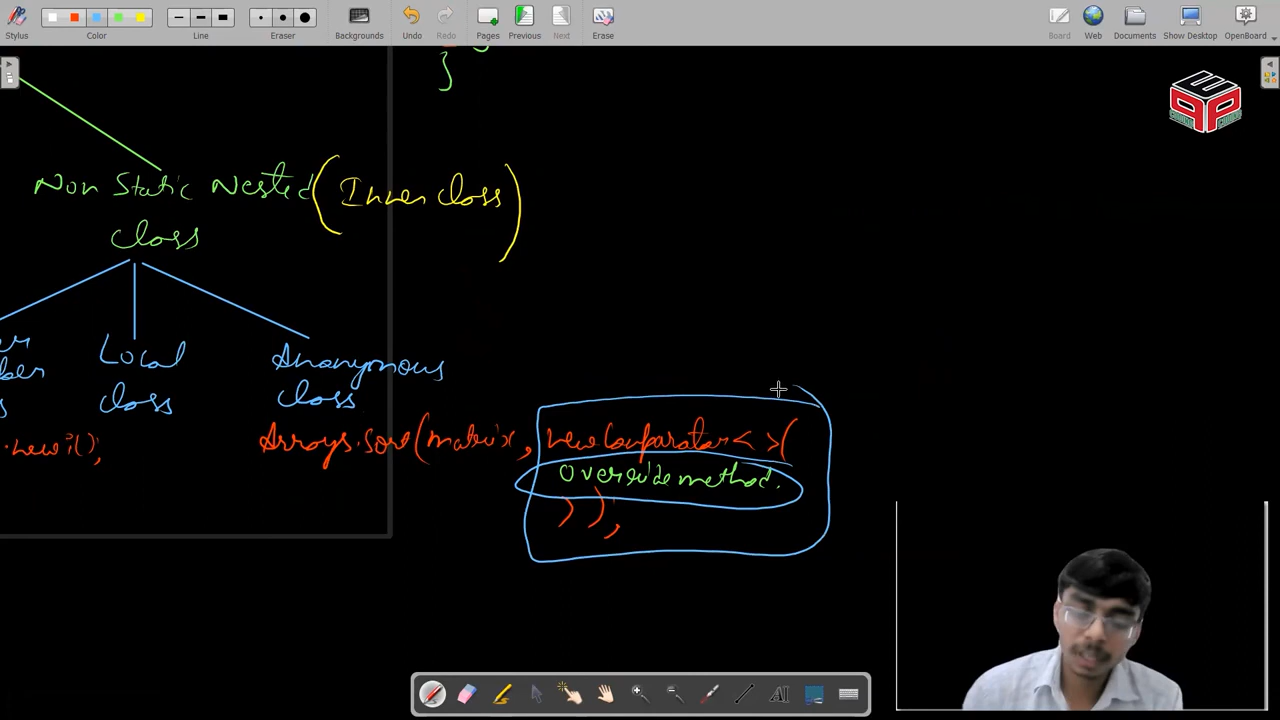 Stylus Color Line Eraser Backgrounds Undo Redo Pages Previous Next Erase Board Web Documents Show Desktop OpenBoard
}
Non Static Nested (Inner class)
class
Local
class
Anonymous
class
.new i();
Arrays.Sort(matrix, new Comparator< >(
Override method.
) );